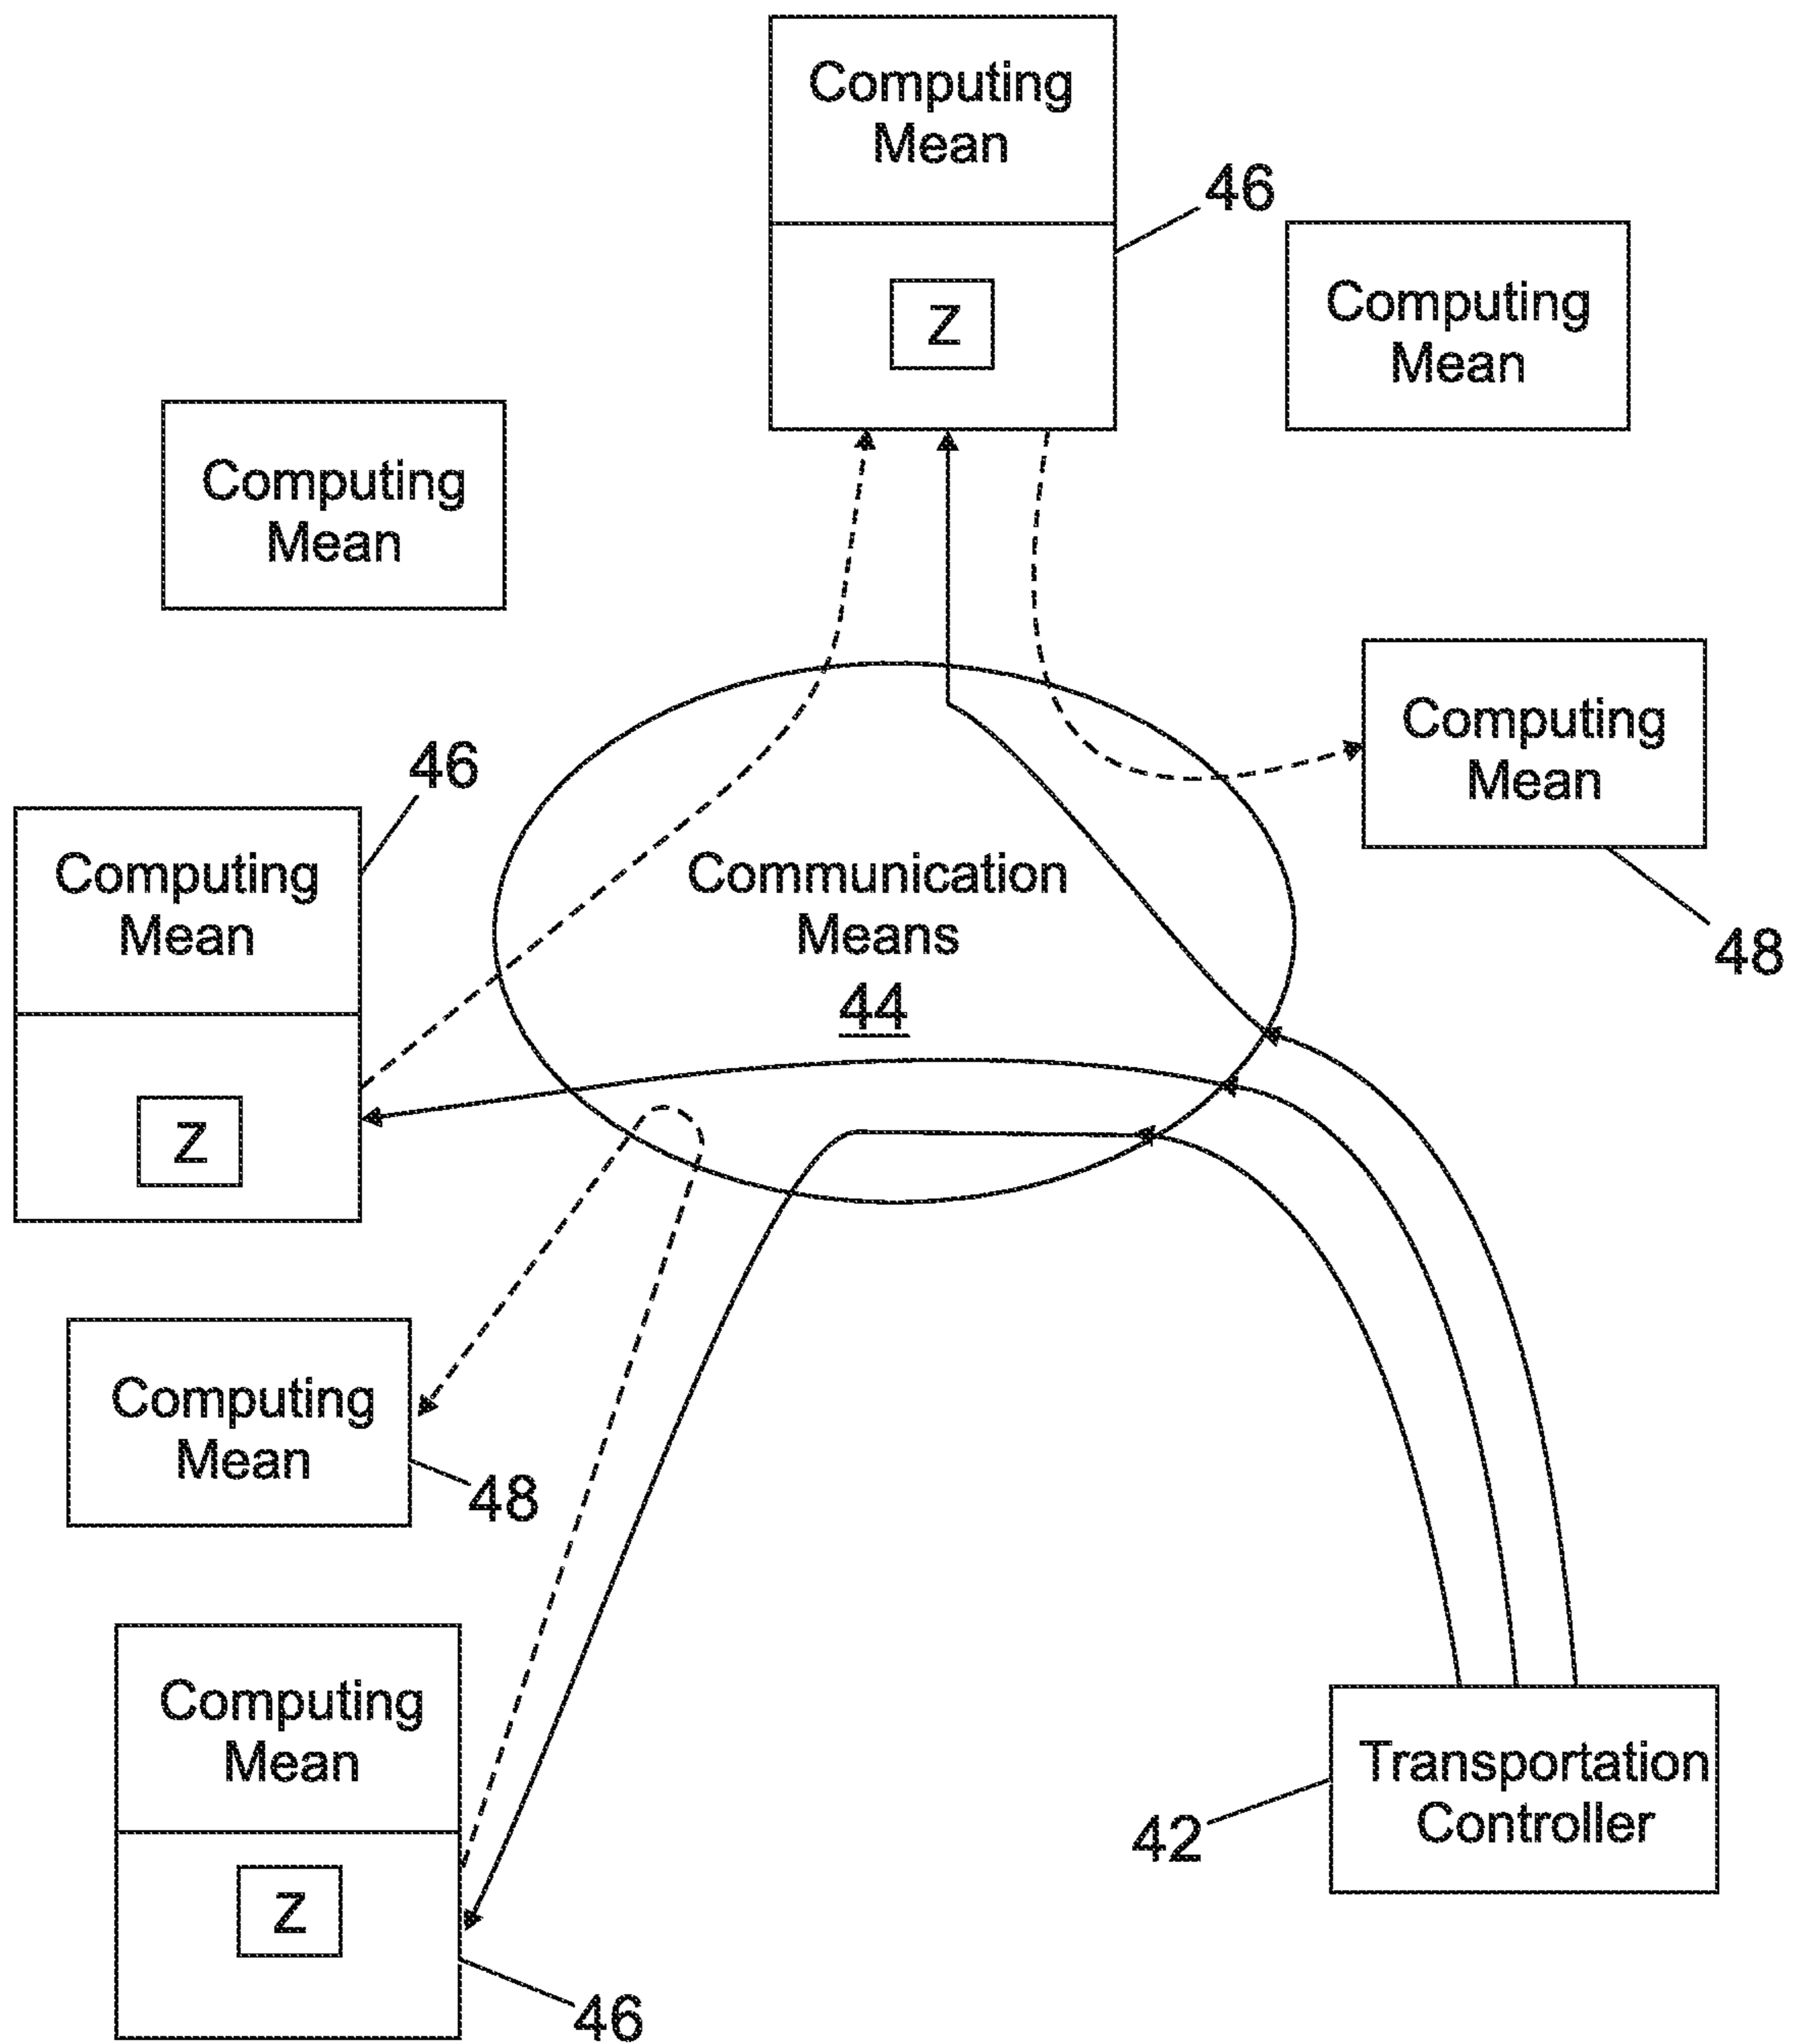 Computing
Mean
46
Z
Computing
Mean
Computing
Mean
Computing
Mean
48
46
Computing
Mean
Z
Communication
Means
44
Computing
Mean
48
Computing
Mean
Z
46
Transportation
Controller
42